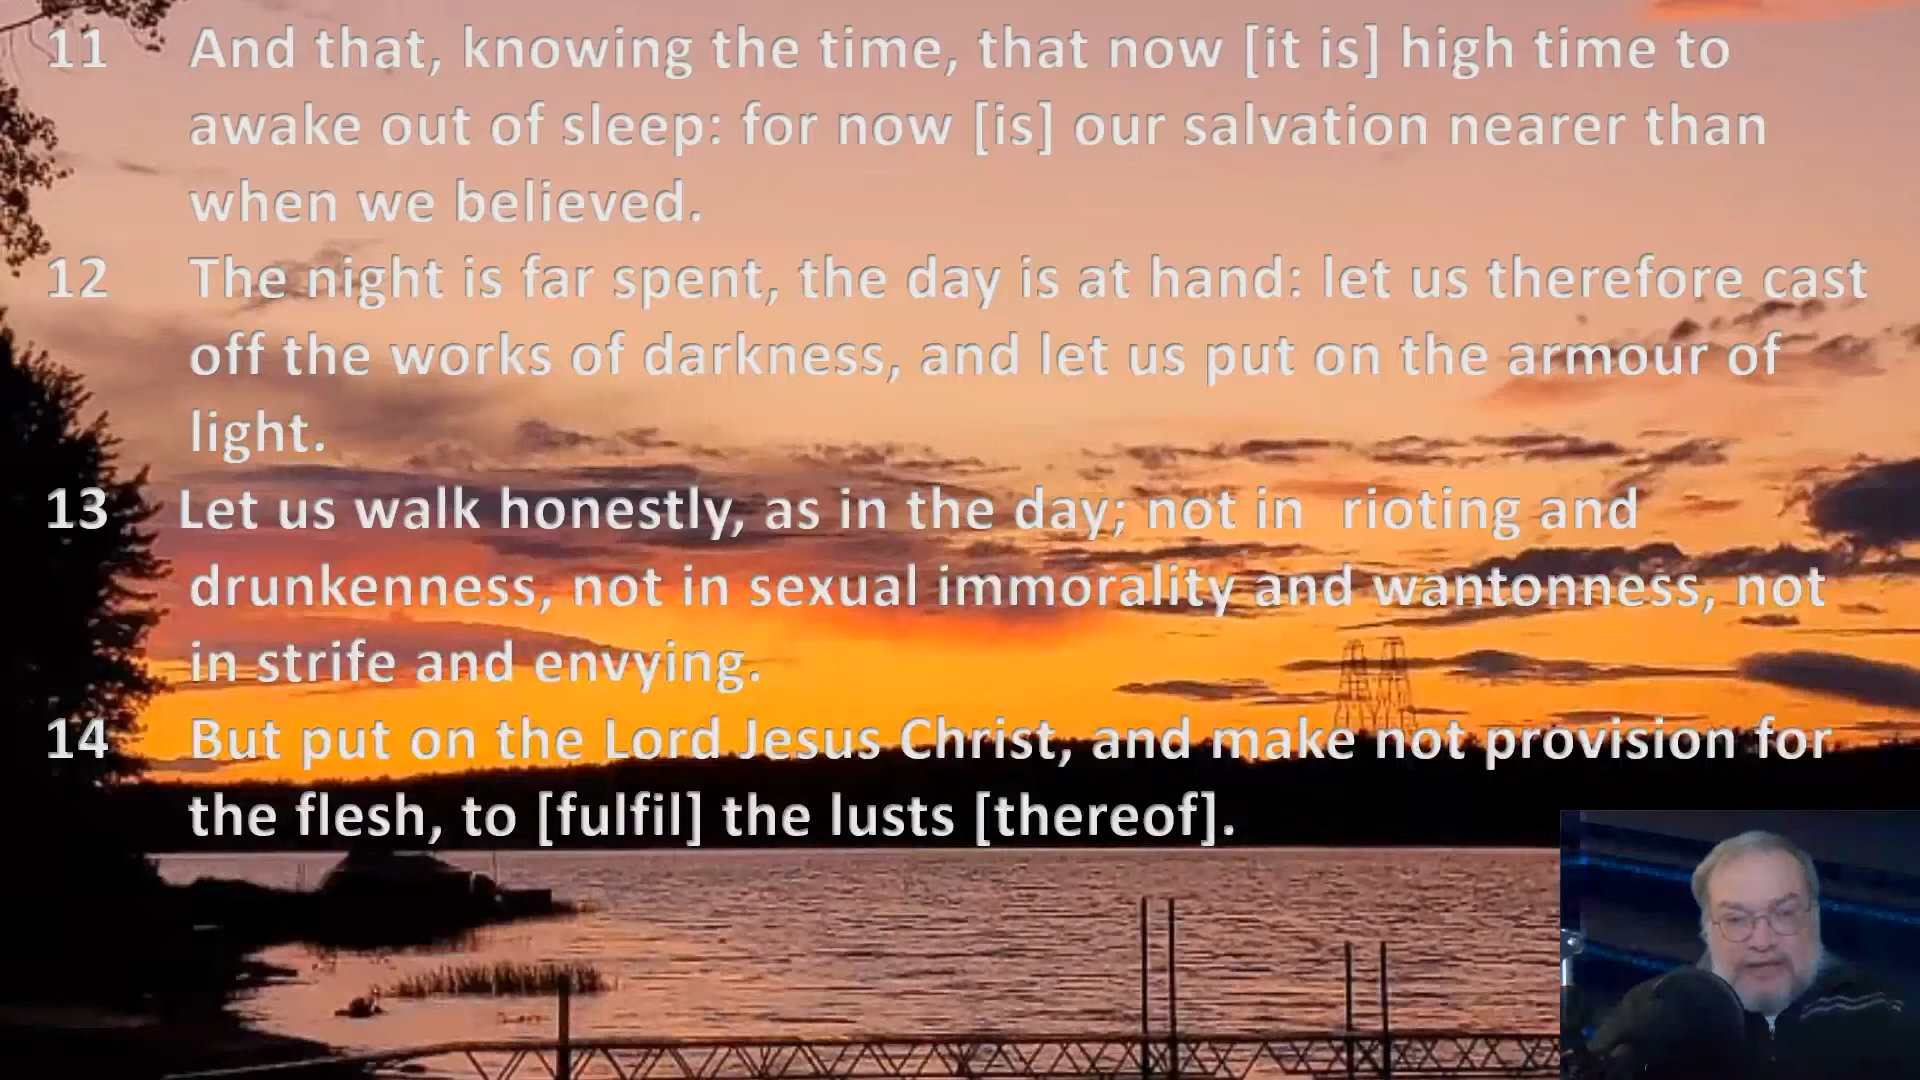 11 And that, knowing the time, that now [it is] high time to
awake out of sleep: for now [is] our salvation nearer than
when we believed.
12 The night is far spent, the day is at hand: let us therefore cast
off the works of darkness, and let us put on the armour of
light.
13 Let us walk honestly, as in the day; not in rioting and
drunkenness, not in sexual immorality and wantonness, not
in strife and envying.
14 But put on the Lord Jesus Christ, and make not provision for
the flesh, to [fulfil] the lusts [thereof].